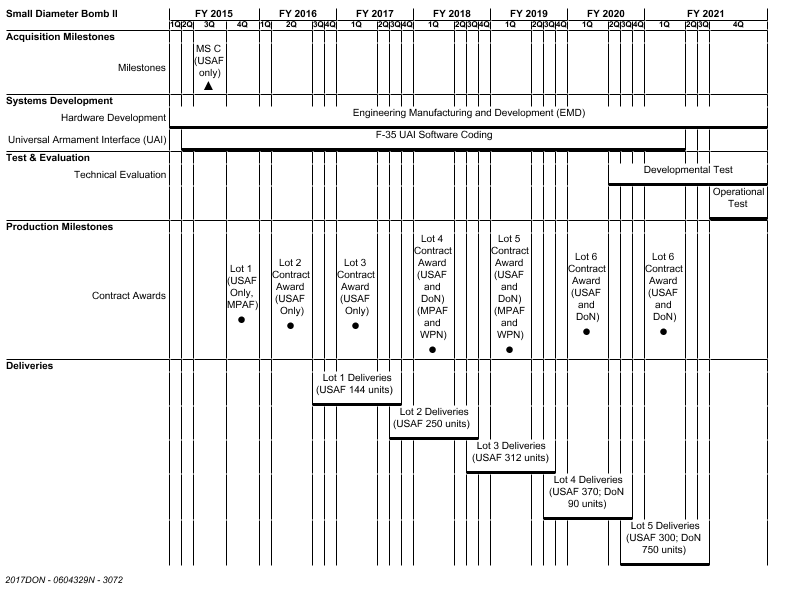 Small Diameter Bomb II FY 2015 FY 2016 FY 2017 FY 2018 FY 2019 FY 2020 FY 2021
1Q 2Q 3Q 4Q 1Q 2Q 3Q 4Q 1Q 2Q 3Q 4Q 1Q 2Q 3Q 4Q 1Q 2Q 3Q 4Q 1Q 2Q 3Q 4Q 1Q 2Q 3Q 4Q
Acquisition Milestones
Milestones
MS C
(USAF
only)
Systems Development
Hardware Development
Engineering Manufacturing and Development (EMD)
Universal Armament Interface (UAI)
F-35 UAI Software Coding
Test & Evaluation
Technical Evaluation
Developmental Test
Operational
Test
Production Milestones
Contract Awards
Lot 1
(USAF
Only,
MPAF)
Lot 2
Contract
Award
(USAF
Only)
Lot 3
Contract
Award
(USAF
Only)
Lot 4
Contract
Award
(USAF
and
DoN)
(MPAF
and
WPN)
Lot 5
Contract
Award
(USAF
and
DoN)
(MPAF
and
WPN)
Lot 6
Contract
Award
(USAF
and
DoN)
Lot 6
Contract
Award
(USAF
and
DoN)
Deliveries
Lot 1 Deliveries
(USAF 144 units)
Lot 2 Deliveries
(USAF 250 units)
Lot 3 Deliveries
(USAF 312 units)
Lot 4 Deliveries
(USAF 370; DoN
90 units)
Lot 5 Deliveries
(USAF 300; DoN
750 units)
2017DON - 0604329N - 3072